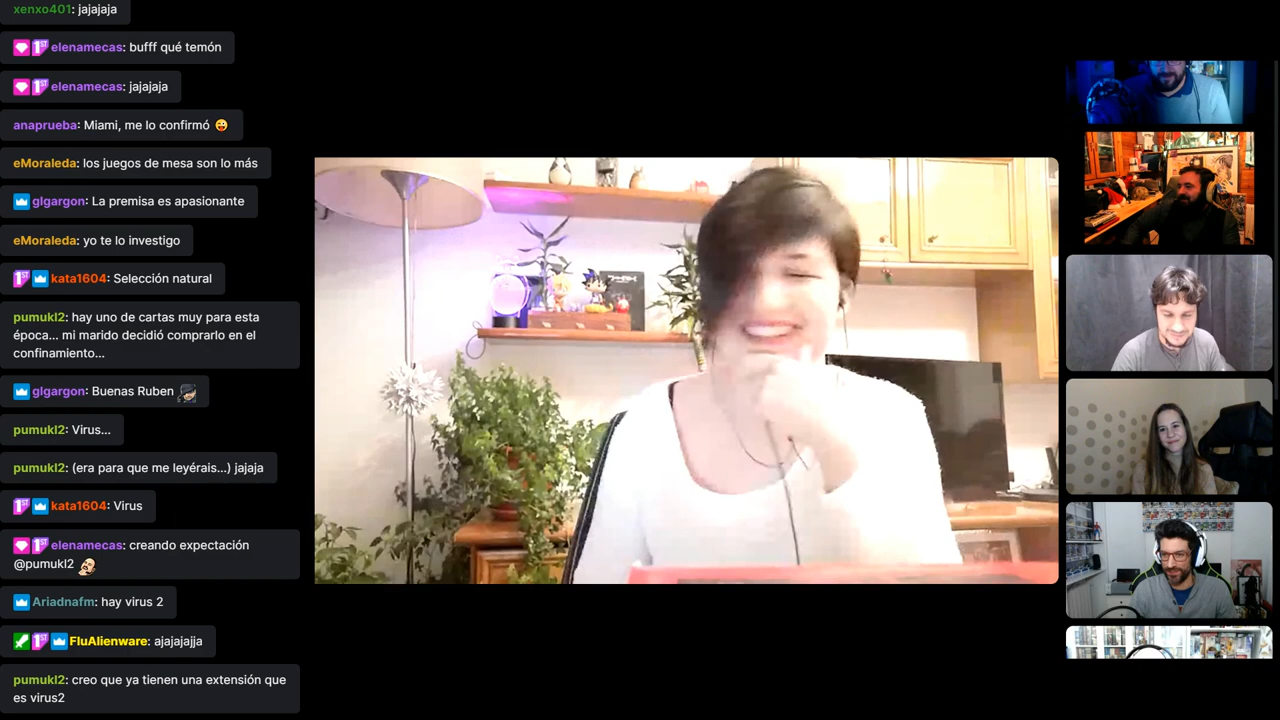 xenxo401: jajajaja
elenamecas: bufff qué temón
elenamecas: jajajaja
anaprueba: Miami, me lo confirmó
eMoraleda: los juegos de mesa son lo más
glgargon: La premisa es apasionante
eMoraleda: yo te lo investigo
kata1604: Selección natural
pumukl2: hay uno de cartas muy para esta
época... mi marido decidió comprarlo en el
confinamiento...
glgargon: Buenas Ruben
pumukl2: Virus...
pumukl2: (era para que me leyérais...) jajaja
kata1604: Virus
elenamecas: creando expectación
@pumukl2
Ariadnafm: hay virus 2
FluAlienware: ajajajajja
pumukl2: creo que ya tienen una extensión que
es virus2